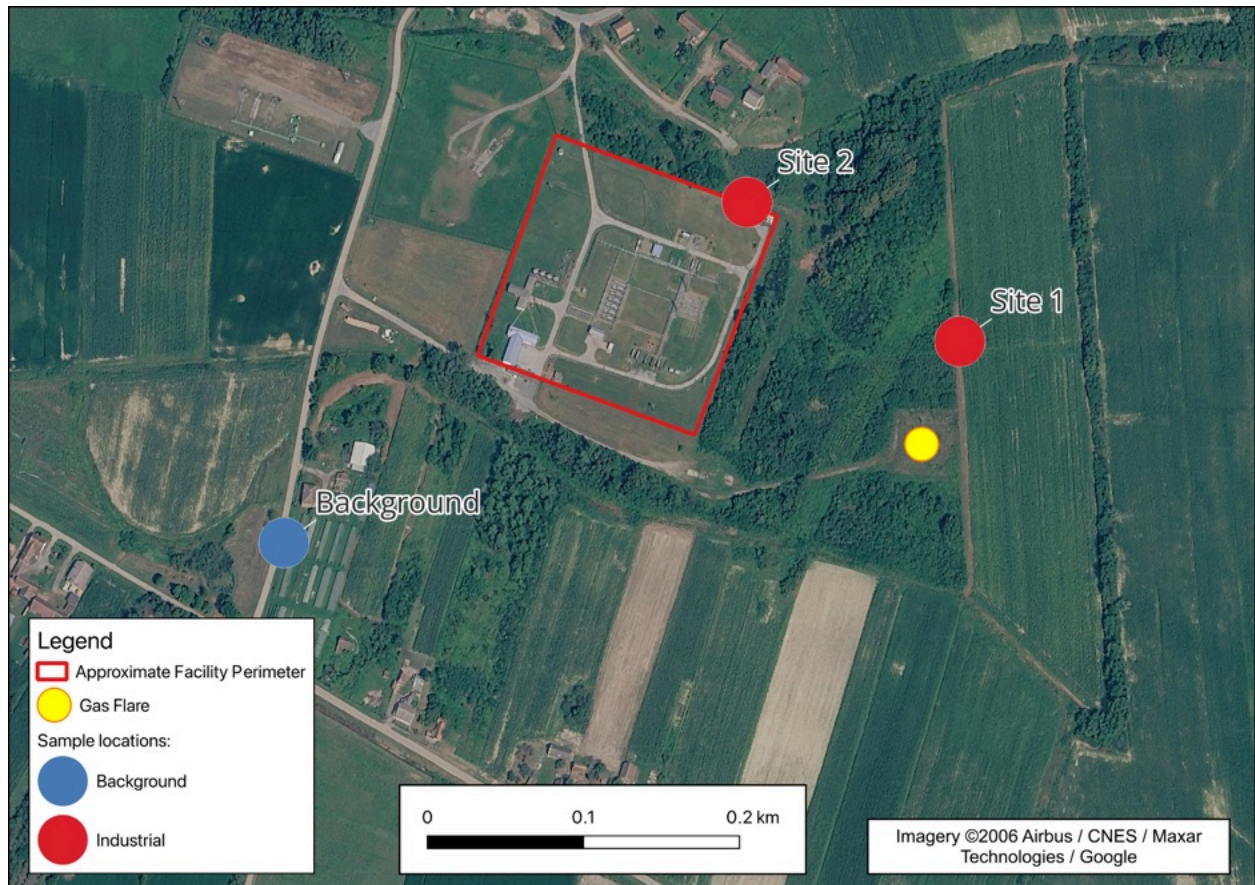 Site 2
Site 1
Background
Legend
Approximate Facility Perimeter
Gas Flare
Sample locations:
Background
Industrial
0 0.1 0.2 km
Imagery ©2006 Airbus / CNES / Maxar
Technologies / Google